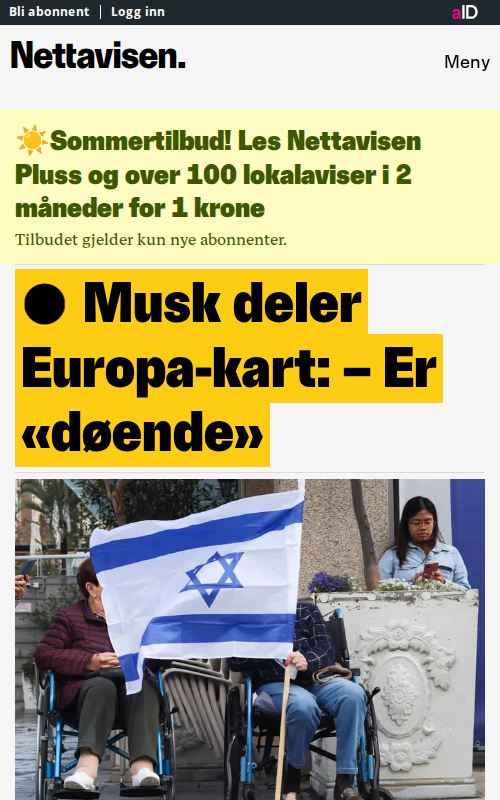 Bli abonnent | Logg inn
aID
Nettavisen.
Meny
☀️Sommertilbud! Les Nettavisen
Pluss og over 100 lokalaviser i 2
måneder for 1 krone
Tilbudet gjelder kun nye abonnenter.
● Musk deler
Europa-kart: – Er
«døende»